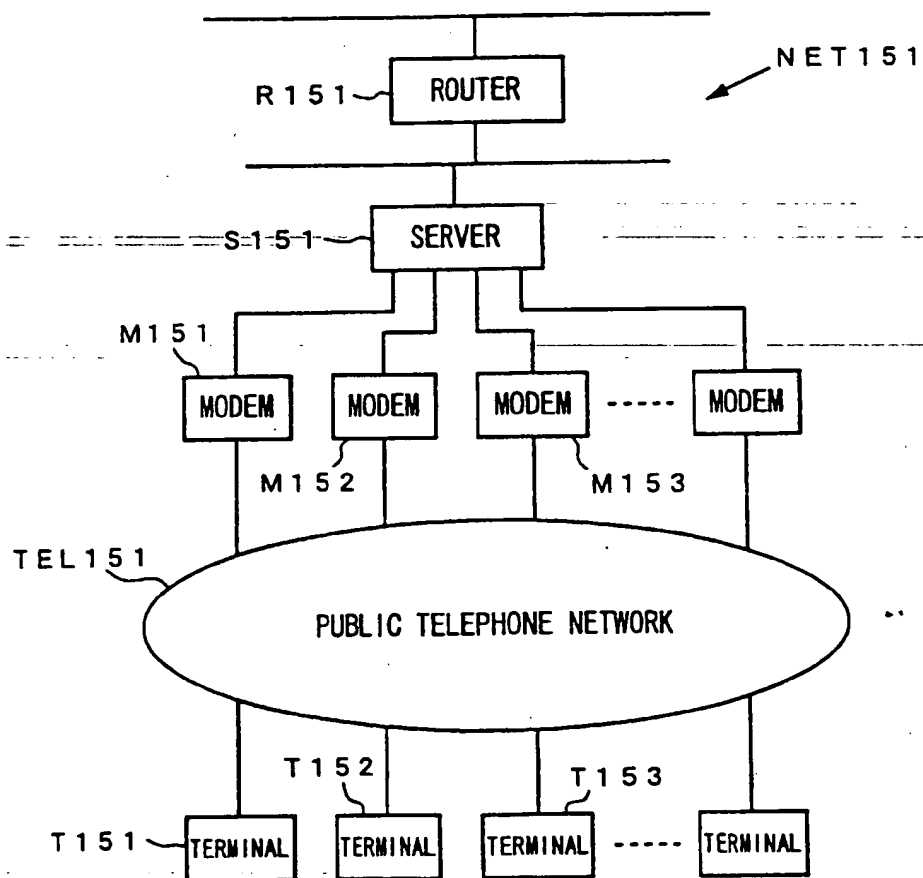 NET151
R151
ROUTER
S151
SERVER
M151
MODEM
MODEM
MODEM
MODEM
M152
M153
TEL151
PUBLIC TELEPHONE NETWORK
T152
T153
T151
TERMINAL
TERMINAL
TERMINAL
TERMINAL